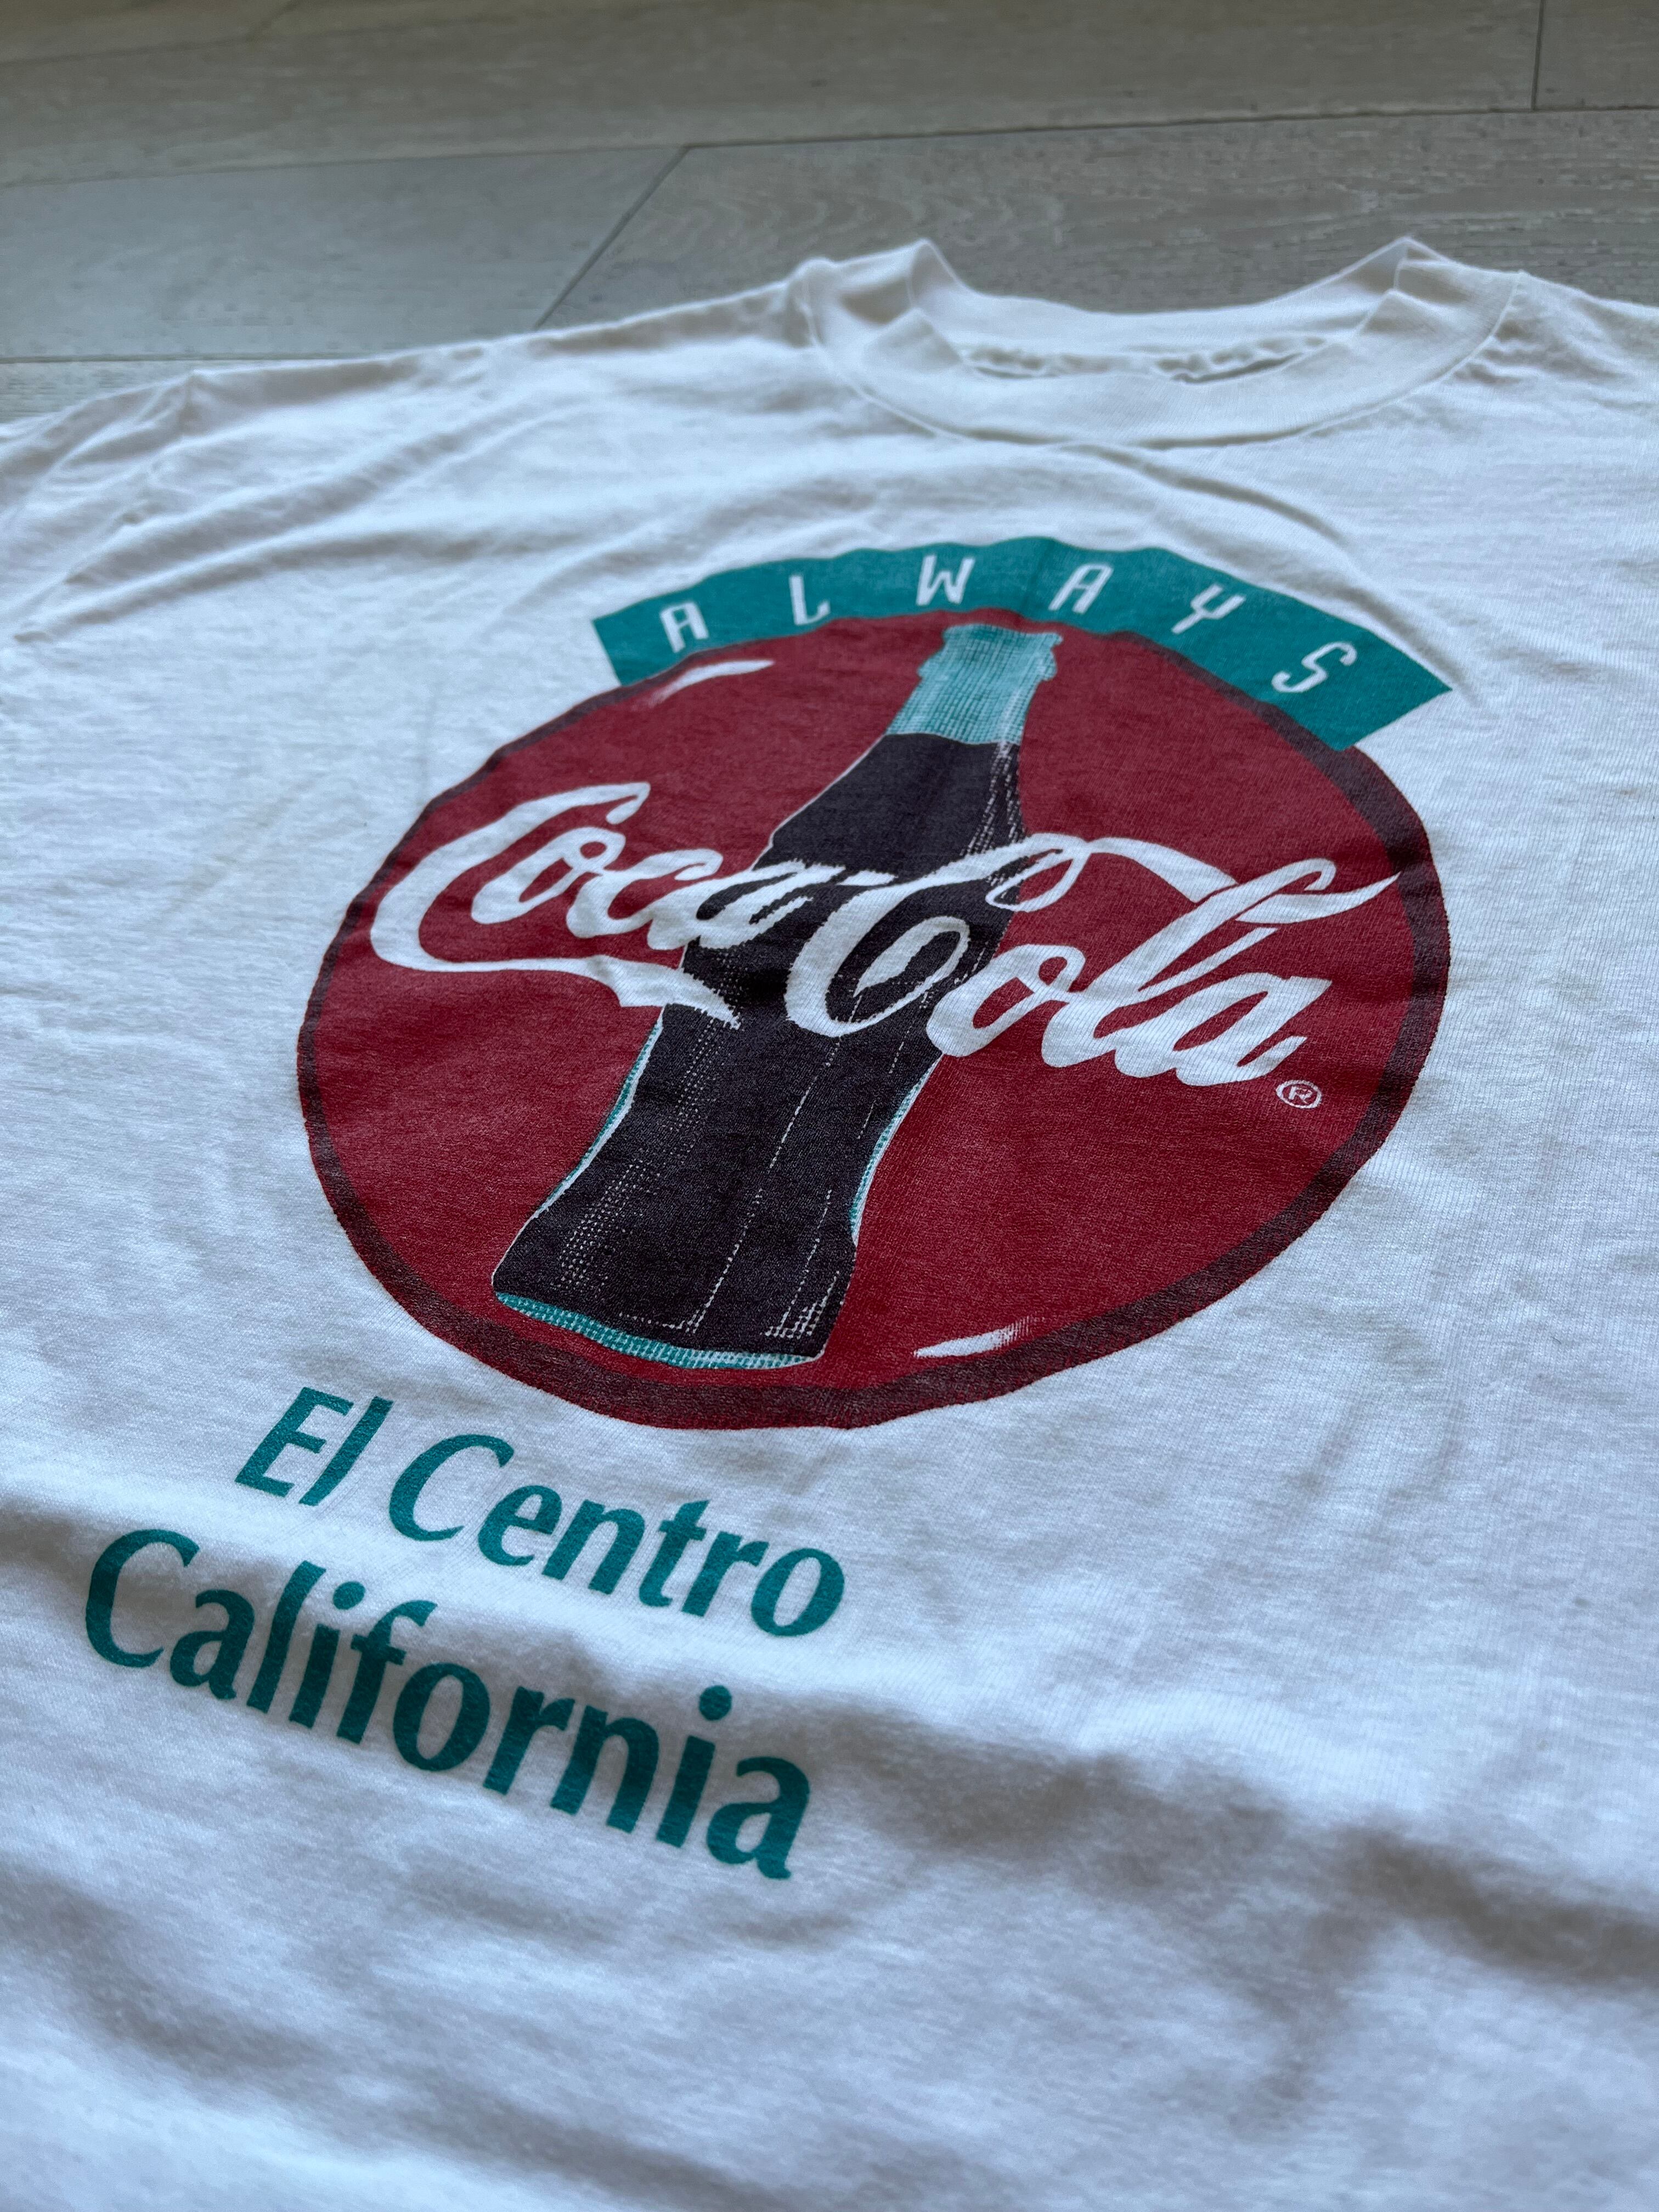 ALWAYS
Coca-Cola®
El Centro
California